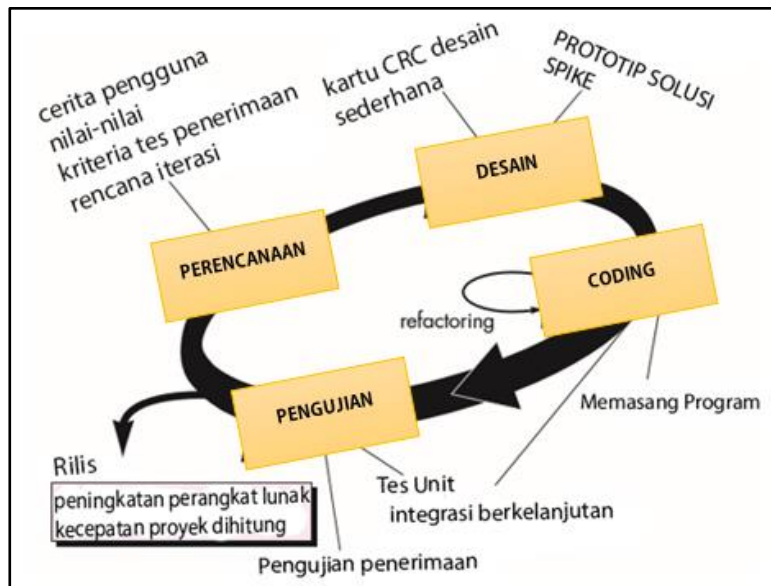 cerita pengguna
nilai-nilai
kriteria tes penerimaan
rencana iterasi
kartu CRC desain
sederhana
PROTOTIP SOLUSI
SPIKE
DESAIN
PERENCANAAN
CODING
refactoring
PENGUJIAN
Memasang Program
Rilis
peningkatan perangkat lunak
kecepatan proyek dihitung
Tes Unit
integrasi berkelanjutan
Pengujian penerimaan